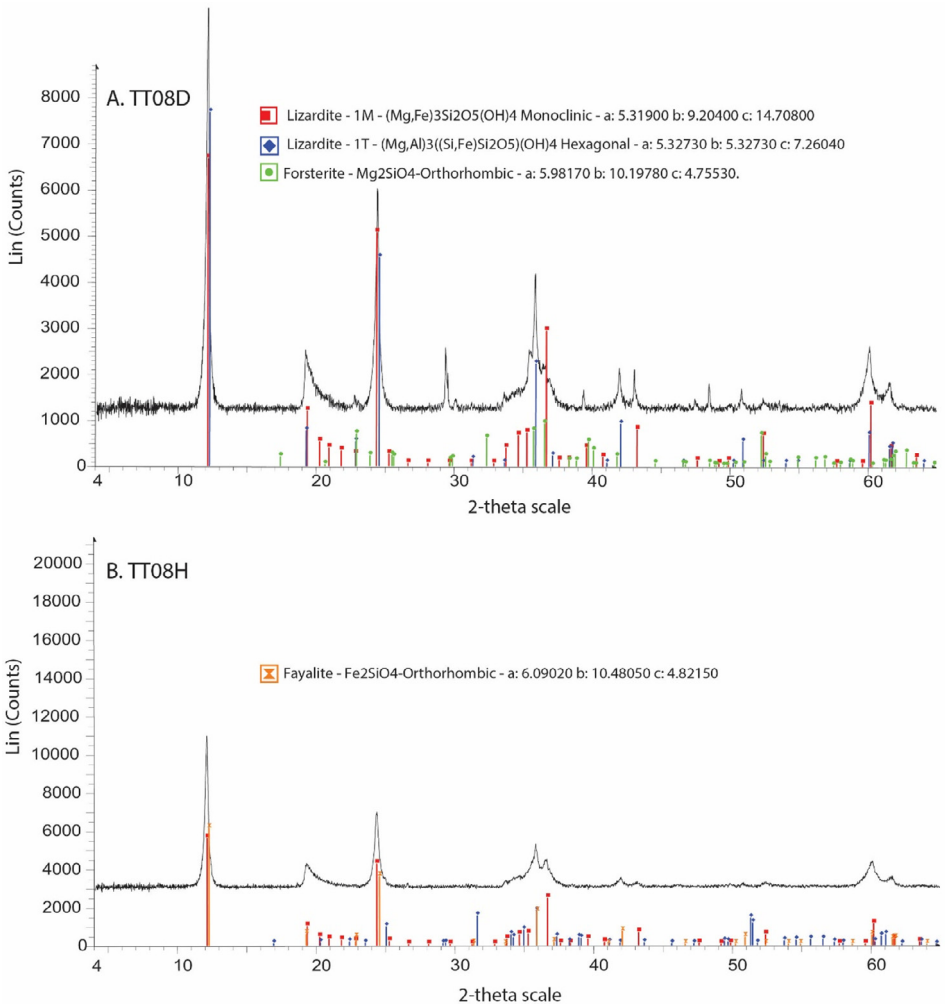 A. TT08D
Lizardite - 1M - (Mg,Fe)3Si2O5(OH)4 Monoclinic - a: 5.31900 b: 9.20400 c: 14.70800
Lizardite - 1T - (Mg,Al)3((Si,Fe)Si2O5)(OH)4 Hexagonal - a: 5.32730 b: 5.32730 c: 7.26040
Forsterite - Mg2SiO4-Orthorhombic - a: 5.98170 b: 10.19780 c: 4.75530.
Lin (Counts)
8000
7000
6000
5000
4000
3000
2000
1000
0
4 10 20 30 40 50 60
2-theta scale
B. TT08H
Fayalite - Fe2SiO4-Orthorhombic - a: 6.09020 b: 10.48050 c: 4.82150
Lin (Counts)
20000
18000
16000
14000
12000
10000
8000
6000
4000
2000
0
4 10 20 30 40 50 60
2-theta scale